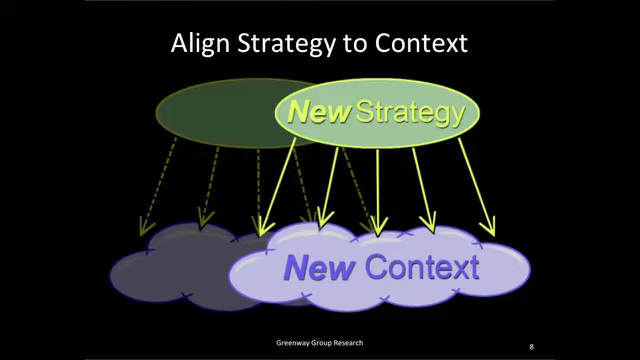 Align Strategy to Context
New Strategy
New Context
Greenway Group Research
8